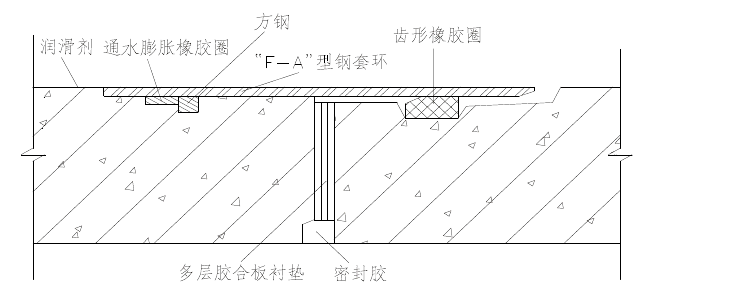 方钢
齿形橡胶圈
润滑剂 遇水膨胀橡胶圈
“F—A”型钢套环
多层胶合板衬垫 密封胶